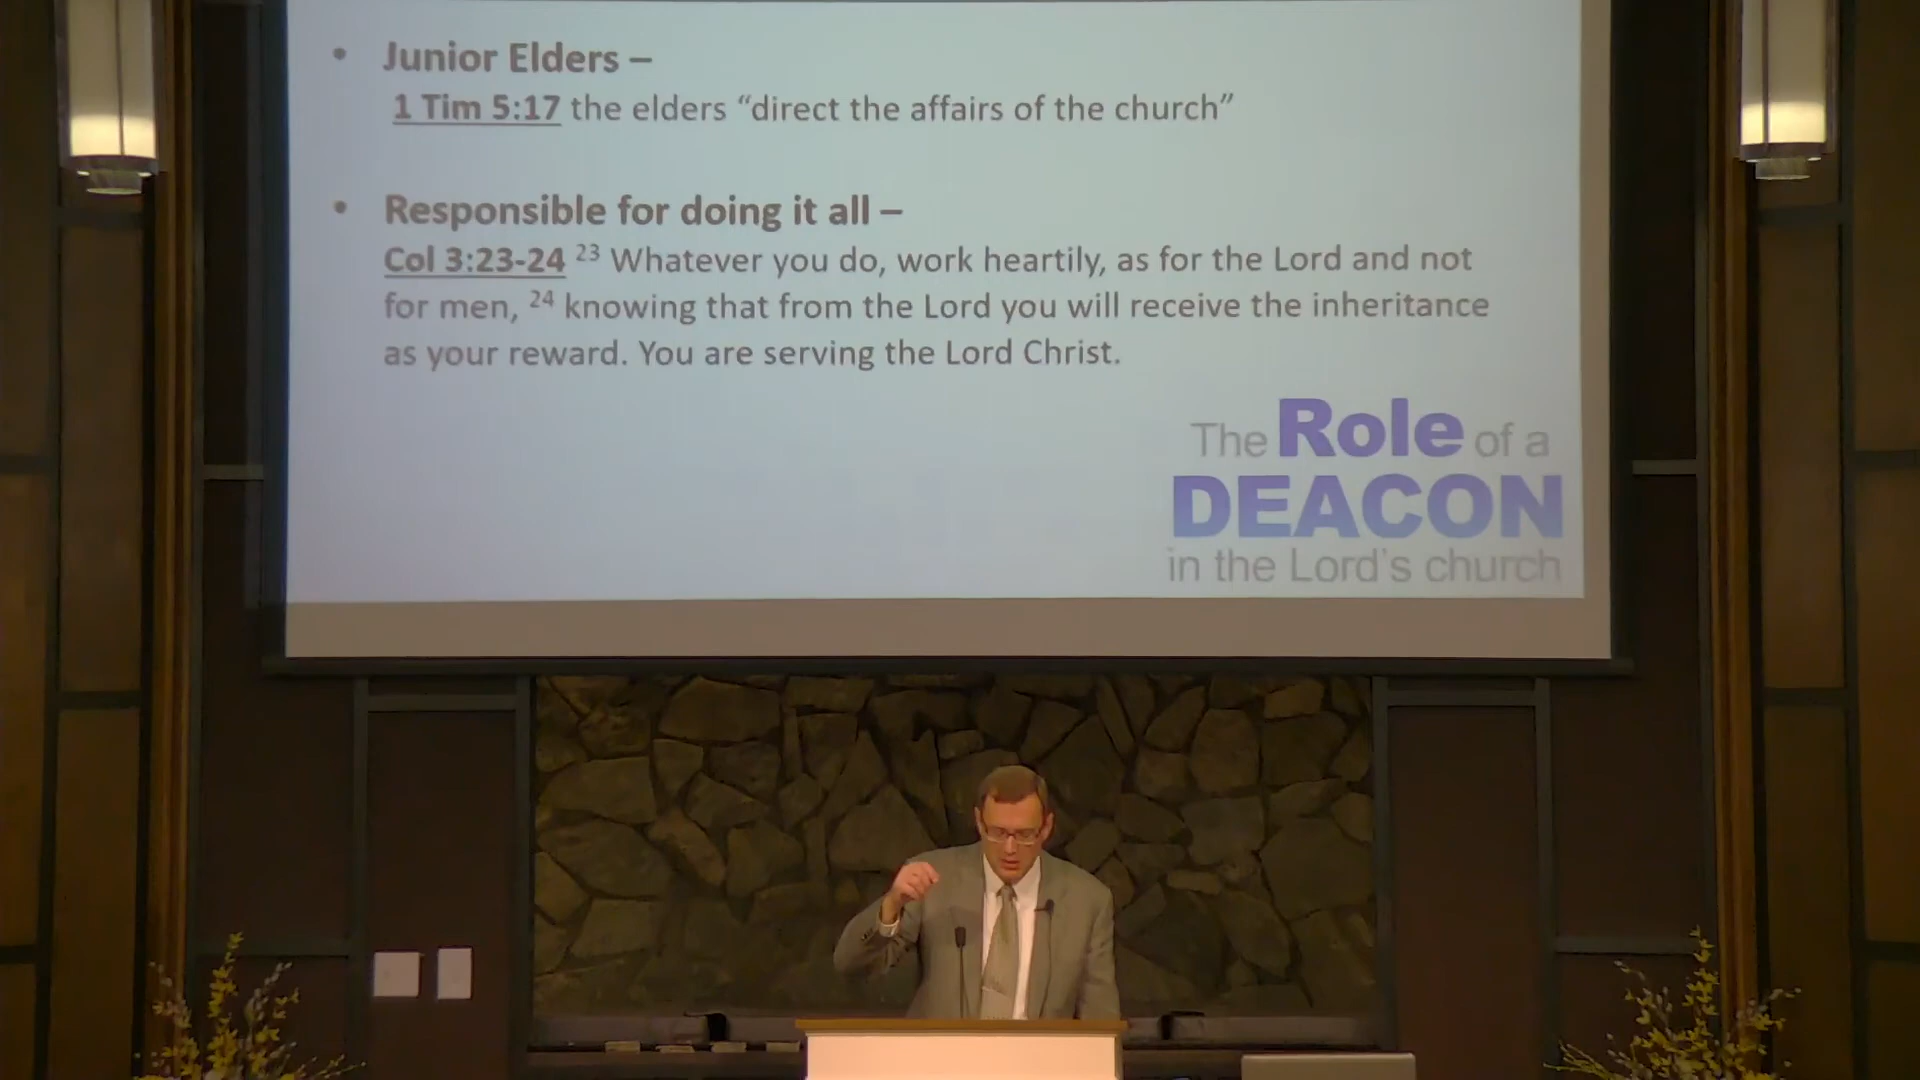 • Junior Elders –
1 Tim 5:17 the elders “direct the affairs of the church”
• Responsible for doing it all –
Col 3:23-24 23 Whatever you do, work heartily, as for the Lord and not
for men, 24 knowing that from the Lord you will receive the inheritance
as your reward. You are serving the Lord Christ.
The Role of a
DEACON
in the Lord's church